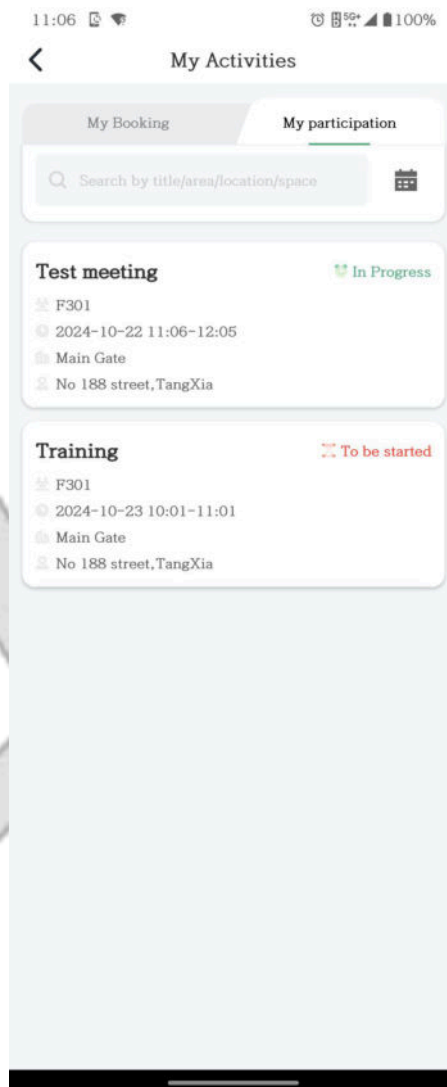 11:06 5G+ 100%
My Activities
My Booking My participation
Search by title/area/location/space
Test meeting In Progress
F301
2024-10-22 11:06-12:05
Main Gate
No 188 street,TangXia
Training To be started
F301
2024-10-23 10:01-11:01
Main Gate
No 188 street,TangXia